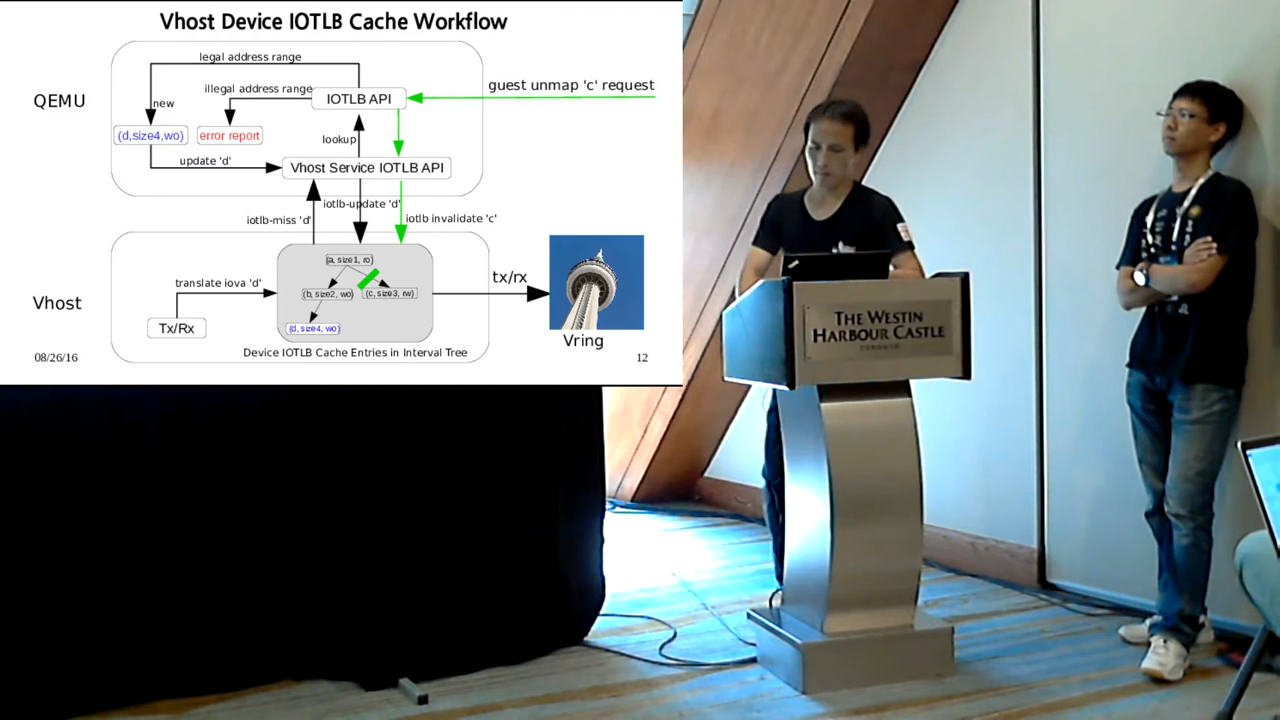 Vhost Device IOTLB Cache Workflow
legal address range
QEMU
illegal address range
IOTLB API
guest unmap 'c' request
new
(d,size4,wo)
error report
lookup
update 'd'
Vhost Service IOTLB API
iotlb-miss 'd'
iotlb-update 'd'
iotlb invalidate 'c'
Vhost
translate iova 'd'
Tx/Rx
(a, size1, ro)
(b, size2, wo)
(c, size3, rw)
(d, size4, wo)
tx/rx
Vring
Device IOTLB Cache Entries in Interval Tree
08/26/16
12
THE WESTIN
HARBOUR CASTLE
TORONTO